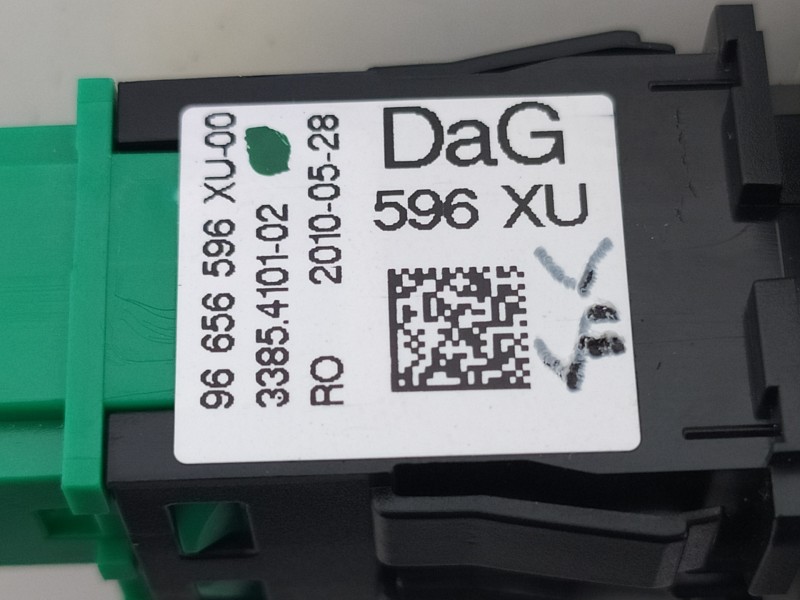 DaG
596 XU
96 656 596 XU-00
3385.4101-02
RO 2010-05-28